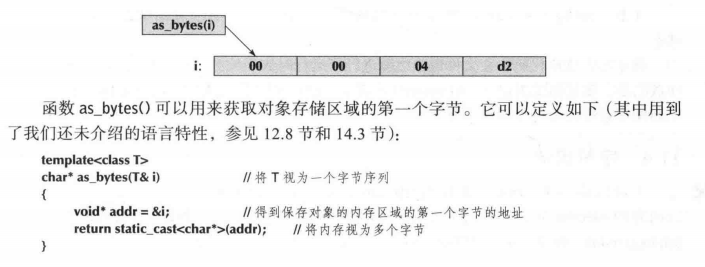 as_bytes(i)
i: 00 00 04 d2
函数 as_bytes() 可以用来获取对象存储区域的第一个字节。它可以定义如下（其中用到
了我们还未介绍的语言特性，参见 12.8 节和 14.3 节）：
template<class T>
char* as_bytes(T& i) // 将 T 视为一个字节序列
{
void* addr = &i; // 得到保存对象的内存区域的第一个字节的地址
return static_cast<char*>(addr); // 将内存视为多个字节
}